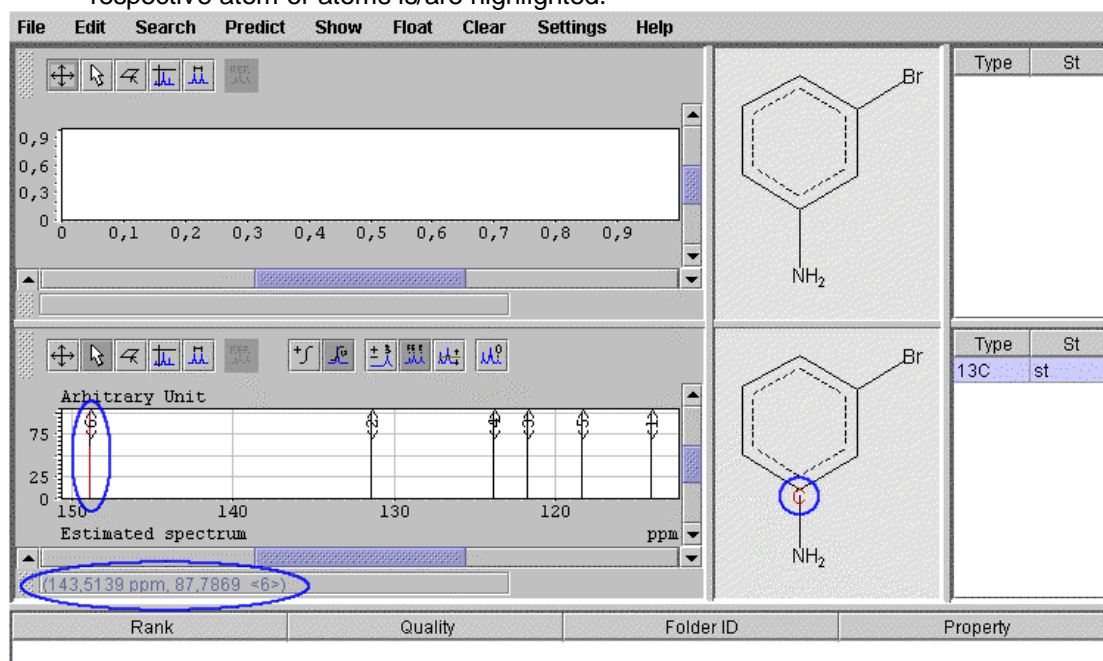 respective atom or atoms is/are highlighted.
File Edit Search Predict Show Float Clear Settings Help
Type St
Br
0,9
0,6
0,3
0
0 0,1 0,2 0,3 0,4 0,5 0,6 0,7 0,8 0,9
NH2
Type St
13C st
Br
Arbitrary Unit
75
25
0
150 140 130 120
Estimated spectrum ppm
C
NH2
(143,5139 ppm, 87,7869 <6>)
Rank Quality Folder ID Property